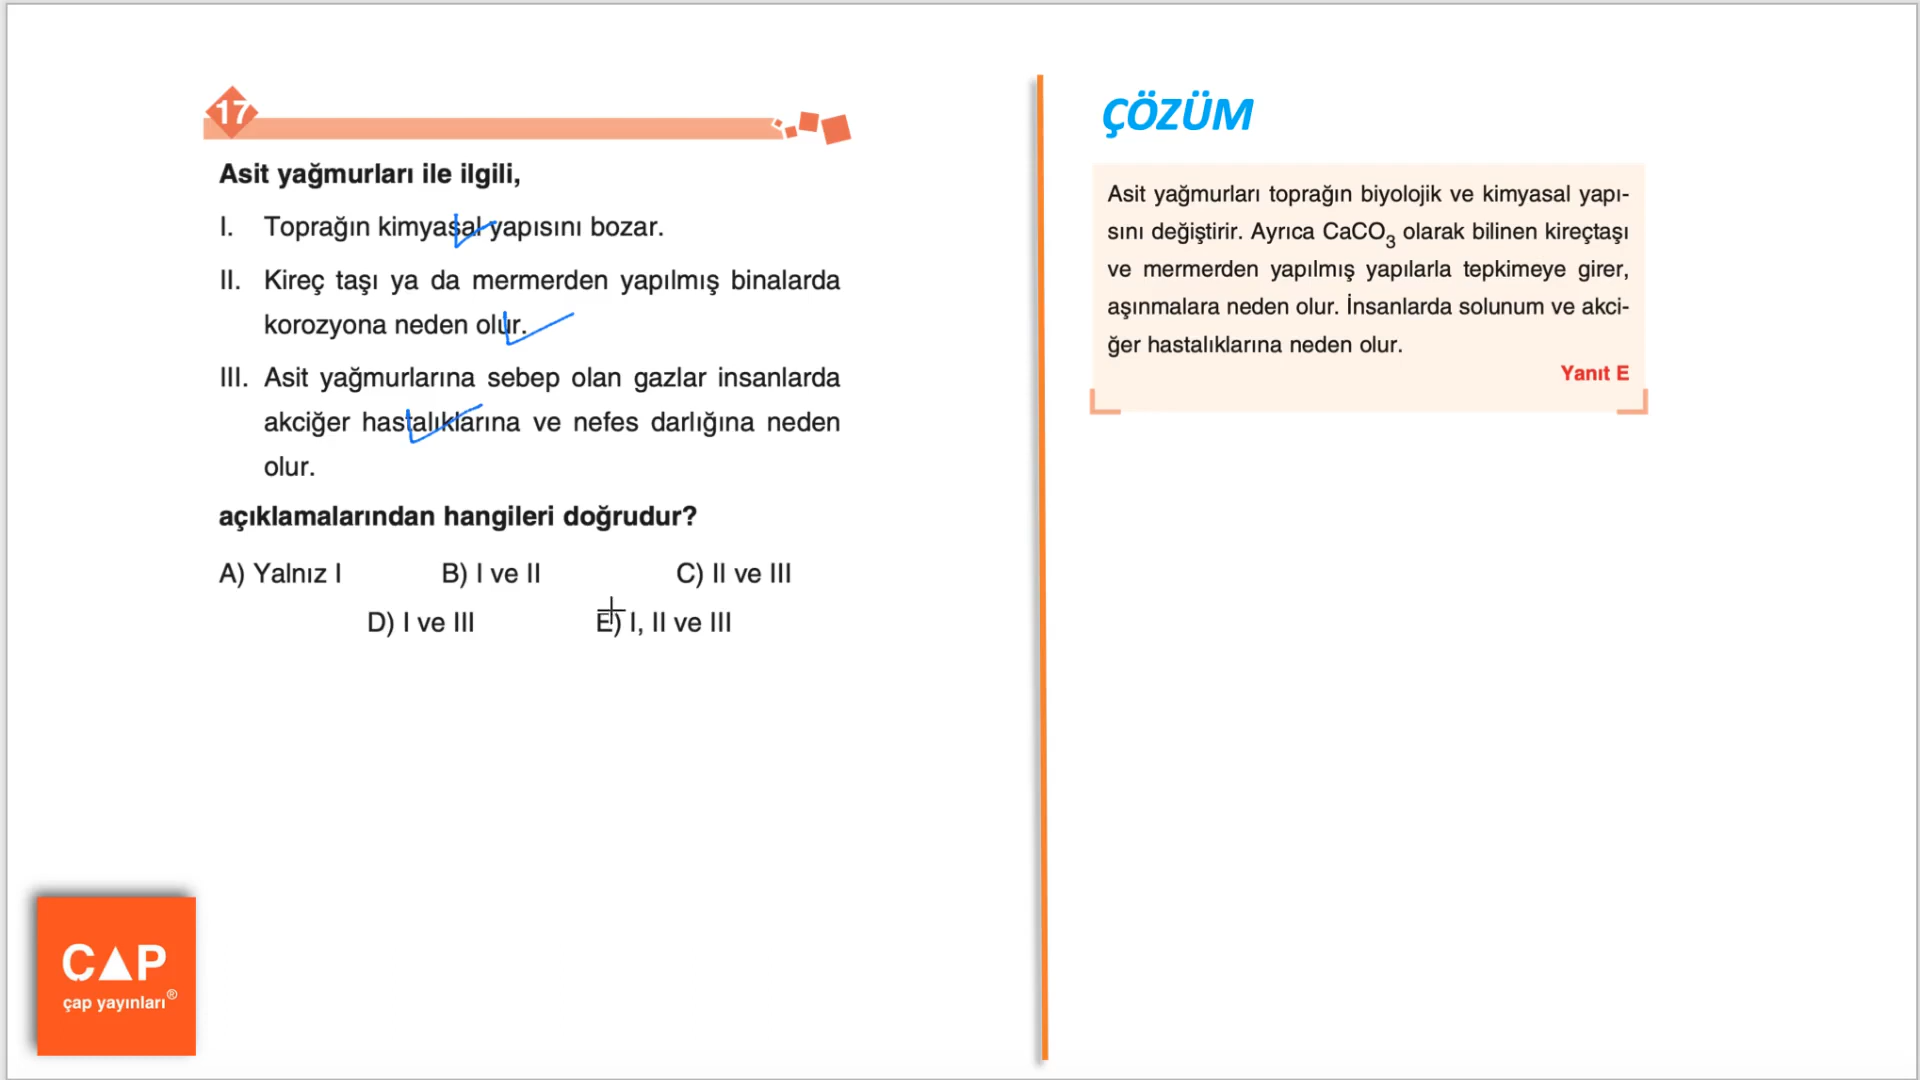 17
Asit yağmurları ile ilgili,
I. Toprağın kimyasal yapısını bozar.
II. Kireç taşı ya da mermerden yapılmış binalarda
korozyona neden olur.
III. Asit yağmurlarına sebep olan gazlar insanlarda
akciğer hastalıklarına ve nefes darlığına neden
olur.
açıklamalarından hangileri doğrudur?
A) Yalnız I B) I ve II C) II ve III
D) I ve III E) I, II ve III
ÇÖZÜM
Asit yağmurları toprağın biyolojik ve kimyasal yapı-
sını değiştirir. Ayrıca CaCO₃ olarak bilinen kireçtaşı
ve mermerden yapılmış yapılarla tepkimeye girer,
aşınmalara neden olur. İnsanlarda solunum ve akci-
ğer hastalıklarına neden olur.
Yanıt E
ÇAP
çap yayınları®